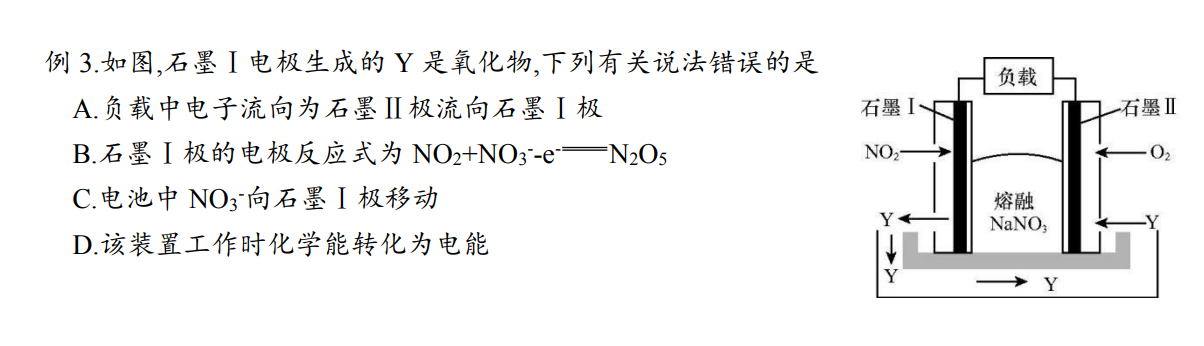 例 3.如图,石墨Ⅰ电极生成的 Y 是氧化物,下列有关说法错误的是
A.负载中电子流向为石墨Ⅱ极流向石墨Ⅰ极
B.石墨Ⅰ极的电极反应式为 NO₂+NO₃⁻-e⁻══N₂O₅
C.电池中 NO₃⁻向石墨Ⅰ极移动
D.该装置工作时化学能转化为电能
负载
石墨Ⅰ
石墨Ⅱ
NO₂
O₂
熔融
NaNO₃
Y
Y
Y
Y